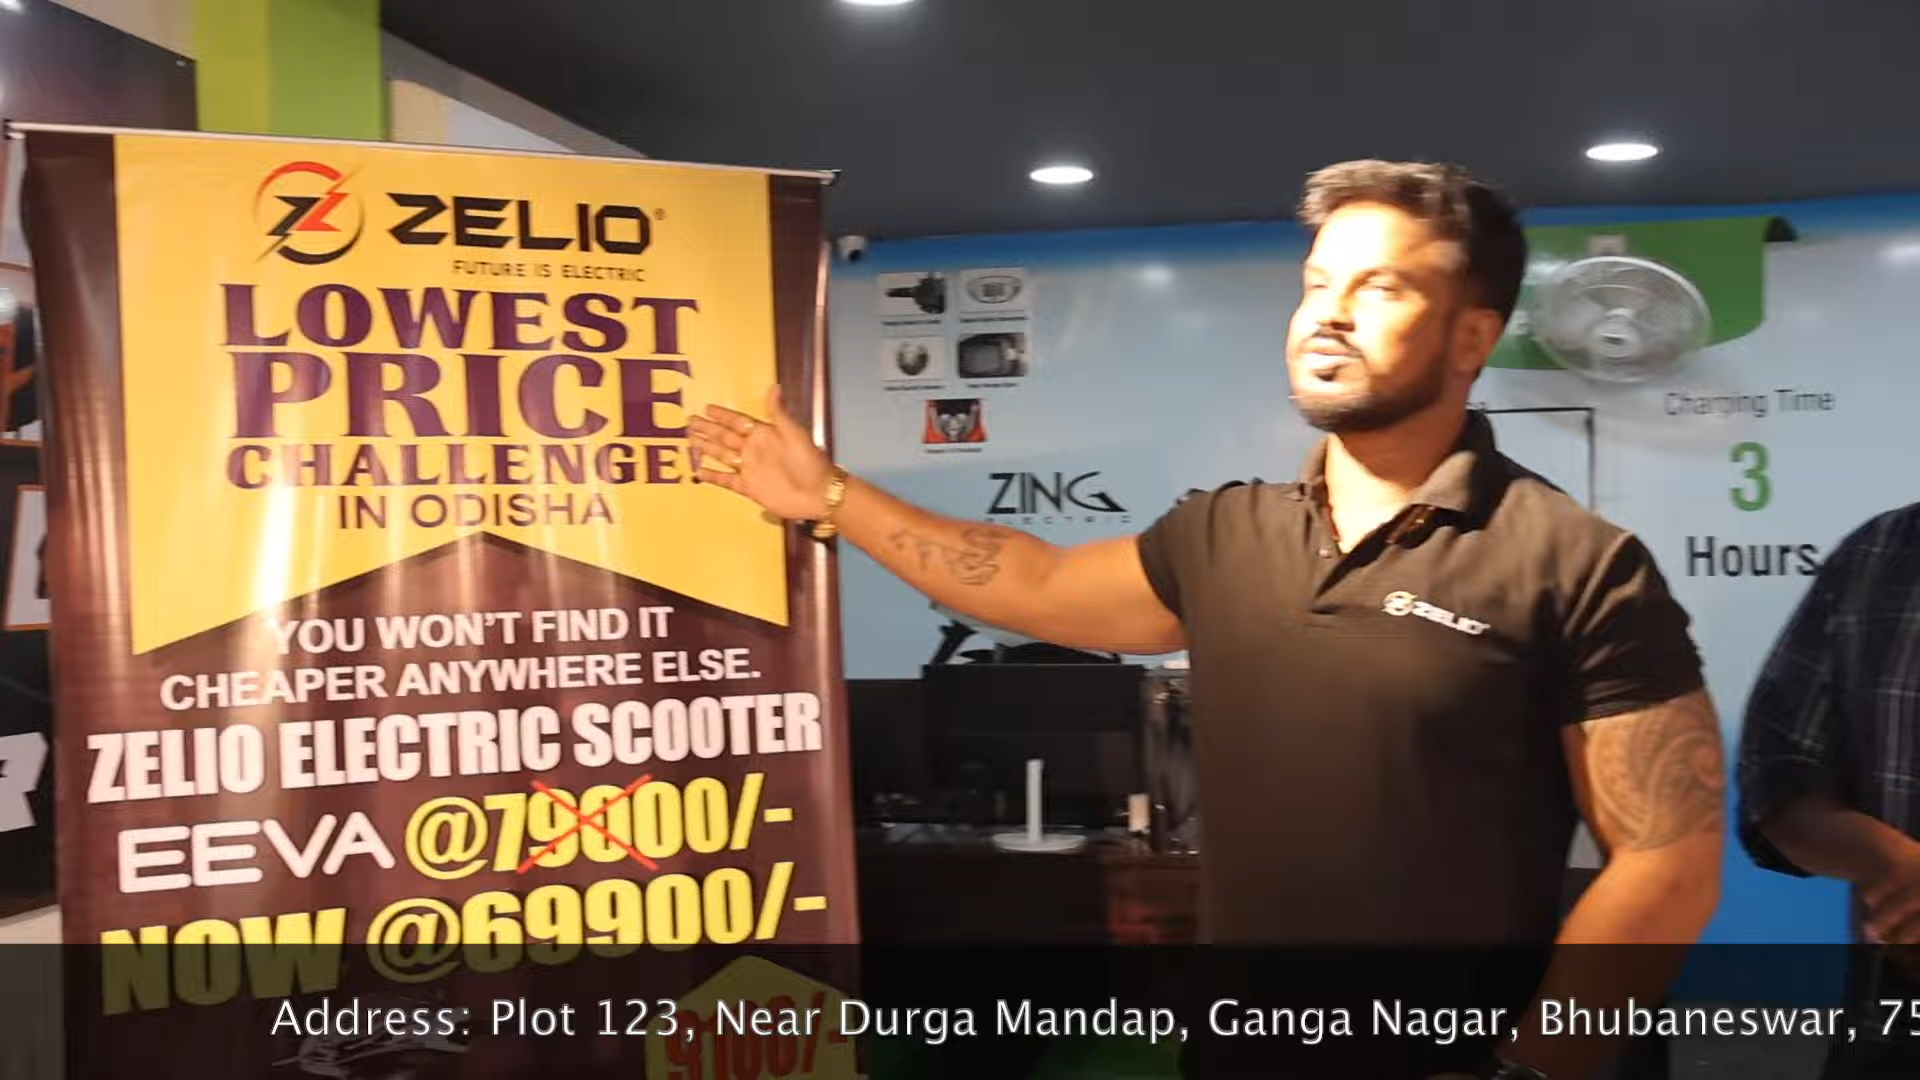 ZELIO
FUTURE IS ELECTRIC
LOWEST
PRICE
CHALLENGE!
IN ODISHA
YOU WON'T FIND IT
CHEAPER ANYWHERE ELSE.
ZELIO ELECTRIC SCOOTER
EEVA @79000/-
NOW @69900/-
9100/-
ZING
ELECTRIC
Charging Time
3
Hours
ZELIO
Address: Plot 123, Near Durga Mandap, Ganga Nagar, Bhubaneswar, 75